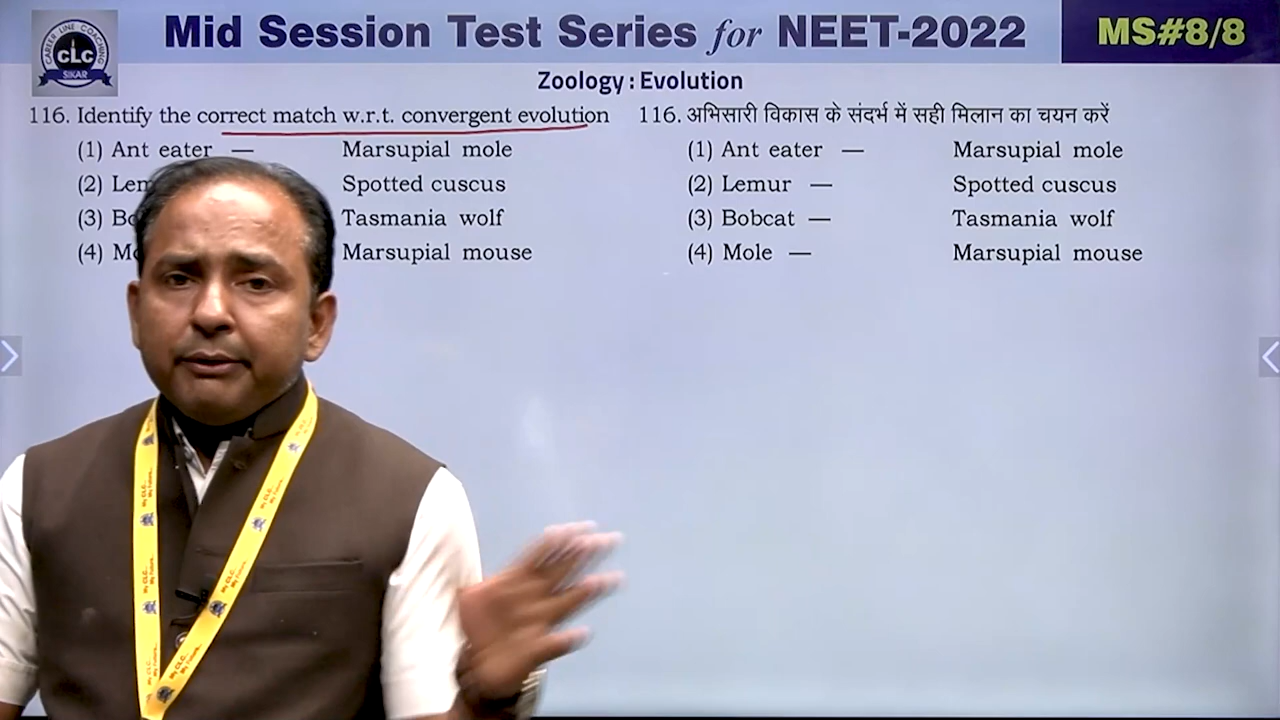 Mid Session Test Series for NEET-2022
MS#8/8
CAREER LINE COACHING
CLC
SIKAR
Zoology : Evolution
116. Identify the correct match w.r.t. convergent evolution
(1) Ant eater — Marsupial mole
(2) Spotted cuscus
(3) Tasmania wolf
(4) Marsupial mouse
116. अभिसारी विकास के संदर्भ में सही मिलान का चयन करें
(1) Ant eater — Marsupial mole
(2) Lemur — Spotted cuscus
(3) Bobcat — Tasmania wolf
(4) Mole — Marsupial mouse